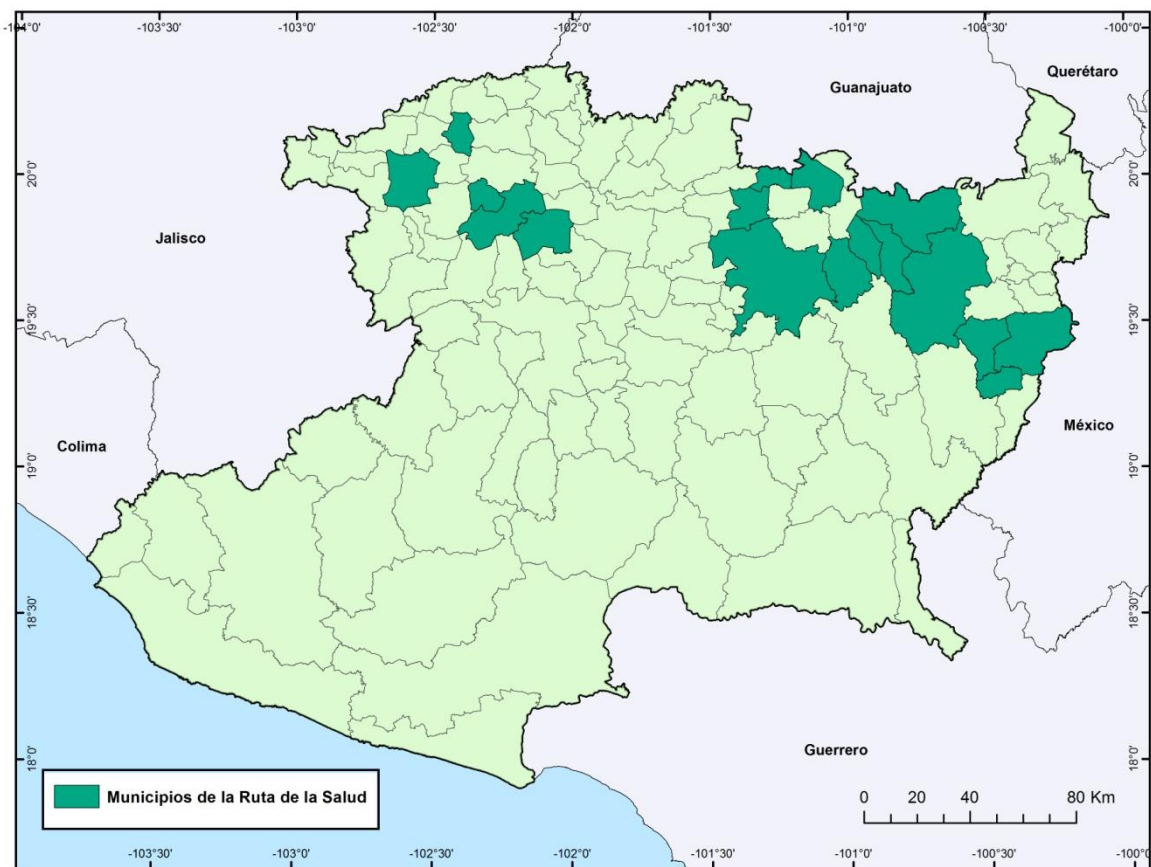 -104°0' -103°30' -103°0' -102°30' -102°0' -101°30' -101°0' -100°30' -100°0'
Querétaro
Guanajuato
20°0' 20°0'
Jalisco
19°30' 19°30'
México
Colima
19°0' 19°0'
18°30' 18°30'
Guerrero
18°0' 18°0'
Municipios de la Ruta de la Salud
0 20 40 80 Km
-103°30' -103°0' -102°30' -102°0' -101°30' -101°0' -100°30' -100°0'